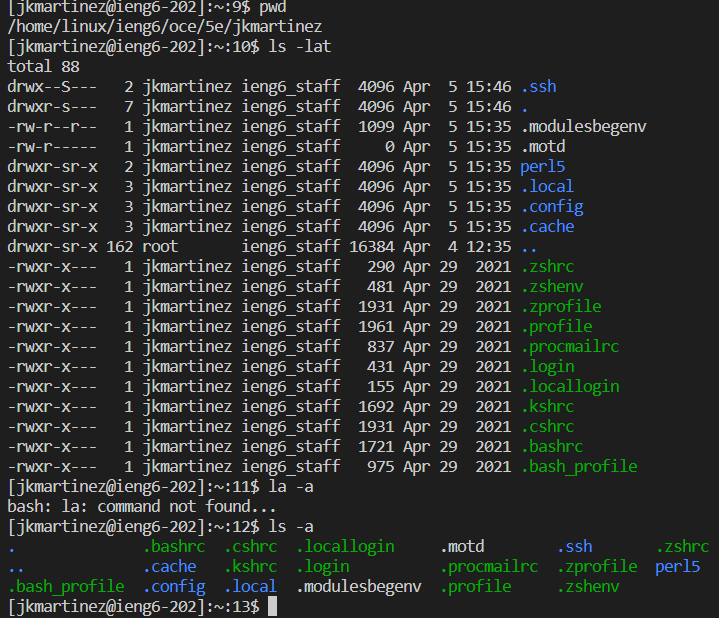 [jkmartinez@ieng6-202]:~:9$ pwd
/home/linux/ieng6/oce/5e/jkmartinez
[jkmartinez@ieng6-202]:~:10$ ls -lat
total 88
drwx--S---   2 jkmartinez ieng6_staff  4096 Apr  5 15:46 .ssh
drwxr-s---   7 jkmartinez ieng6_staff  4096 Apr  5 15:46 .
-rw-r--r--   1 jkmartinez ieng6_staff  1099 Apr  5 15:35 .modulesbegenv
-rw-r-----   1 jkmartinez ieng6_staff     0 Apr  5 15:35 .motd
drwxr-sr-x   2 jkmartinez ieng6_staff  4096 Apr  5 15:35 perl5
drwxr-sr-x   3 jkmartinez ieng6_staff  4096 Apr  5 15:35 .local
drwxr-sr-x   3 jkmartinez ieng6_staff  4096 Apr  5 15:35 .config
drwxr-sr-x   3 jkmartinez ieng6_staff  4096 Apr  5 15:35 .cache
drwxr-sr-x 162 root       ieng6_staff 16384 Apr  4 12:35 ..
-rwxr-x---   1 jkmartinez ieng6_staff   290 Apr 29  2021 .zshrc
-rwxr-x---   1 jkmartinez ieng6_staff   481 Apr 29  2021 .zshenv
-rwxr-x---   1 jkmartinez ieng6_staff  1931 Apr 29  2021 .zprofile
-rwxr-x---   1 jkmartinez ieng6_staff  1961 Apr 29  2021 .profile
-rwxr-x---   1 jkmartinez ieng6_staff   837 Apr 29  2021 .procmailrc
-rwxr-x---   1 jkmartinez ieng6_staff   431 Apr 29  2021 .login
-rwxr-x---   1 jkmartinez ieng6_staff   155 Apr 29  2021 .locallogin
-rwxr-x---   1 jkmartinez ieng6_staff  1692 Apr 29  2021 .kshrc
-rwxr-x---   1 jkmartinez ieng6_staff  1931 Apr 29  2021 .cshrc
-rwxr-x---   1 jkmartinez ieng6_staff  1721 Apr 29  2021 .bashrc
-rwxr-x---   1 jkmartinez ieng6_staff   975 Apr 29  2021 .bash_profile
[jkmartinez@ieng6-202]:~:11$ la -a
bash: la: command not found...
[jkmartinez@ieng6-202]:~:12$ ls -a
.              .bashrc  .cshrc  .locallogin     .motd        .ssh       .zshrc
..             .cache   .kshrc  .login          .procmailrc  .zprofile  perl5
.bash_profile  .config  .local  .modulesbegenv  .profile     .zshenv
[jkmartinez@ieng6-202]:~:13$